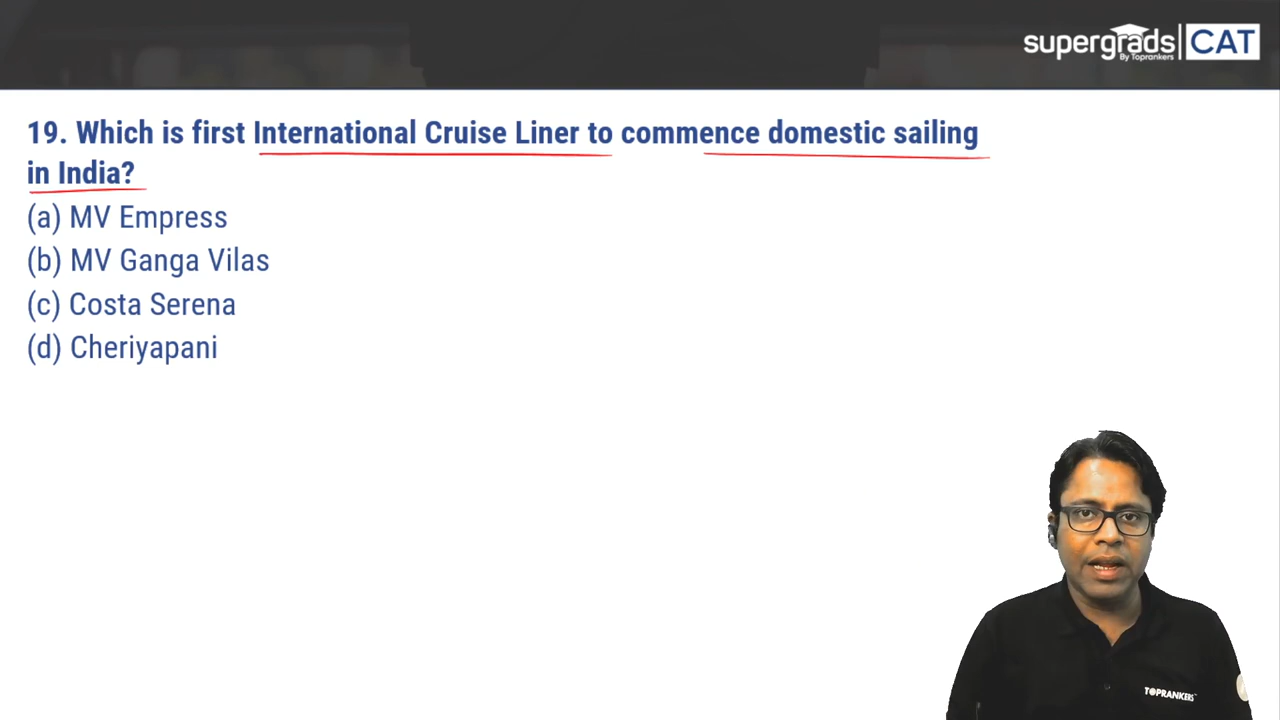 supergrads
By Toprankers
CAT
19. Which is first International Cruise Liner to commence domestic sailing
in India?
(a) MV Empress
(b) MV Ganga Vilas
(c) Costa Serena
(d) Cheriyapani
TOPRANKERS